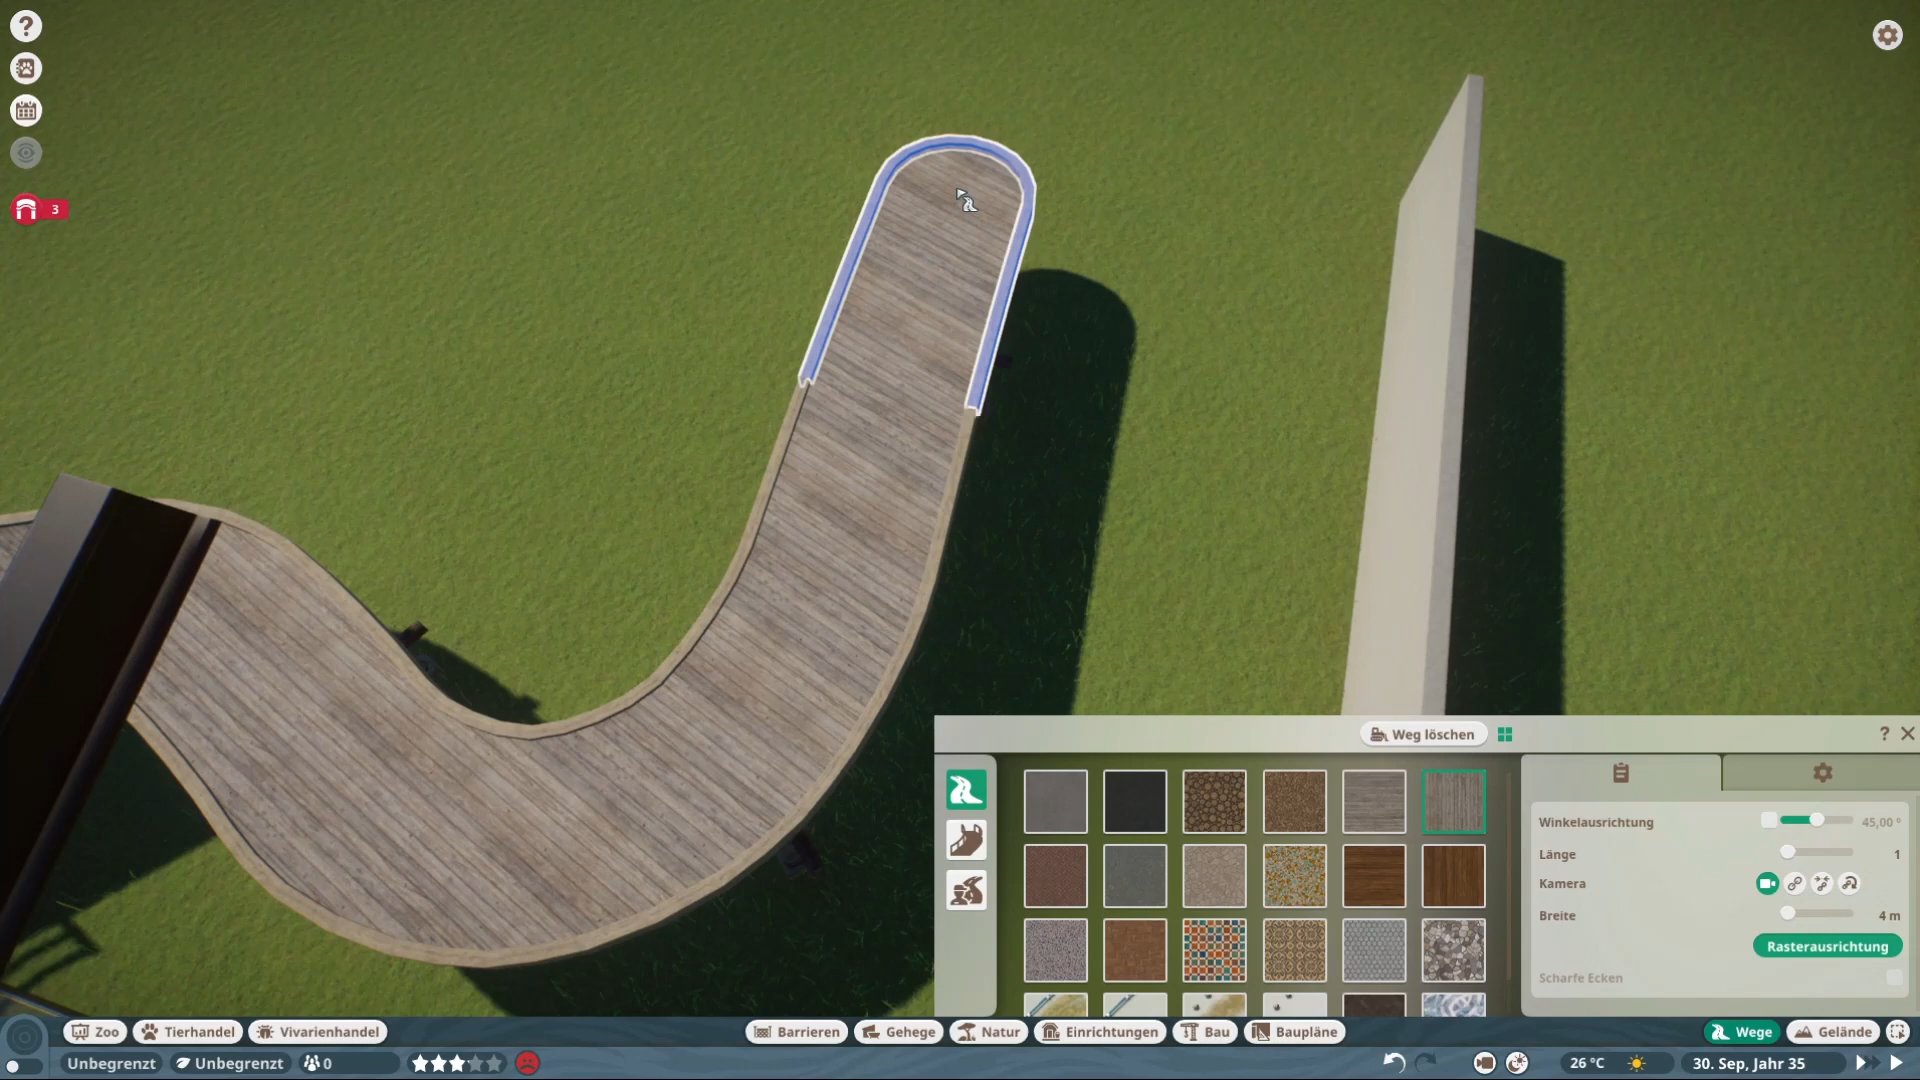 ?
3
Weg löschen
?
Winkelausrichtung
45,00 °
Länge
1
Kamera
Breite
4 m
Rasterausrichtung
Scharfe Ecken
Zoo
Tierhandel
Vivarienhandel
Barrieren
Gehege
Natur
Einrichtungen
Bau
Baupläne
Wege
Gelände
Unbegrenzt
Unbegrenzt
0
26 °C
30. Sep, Jahr 35